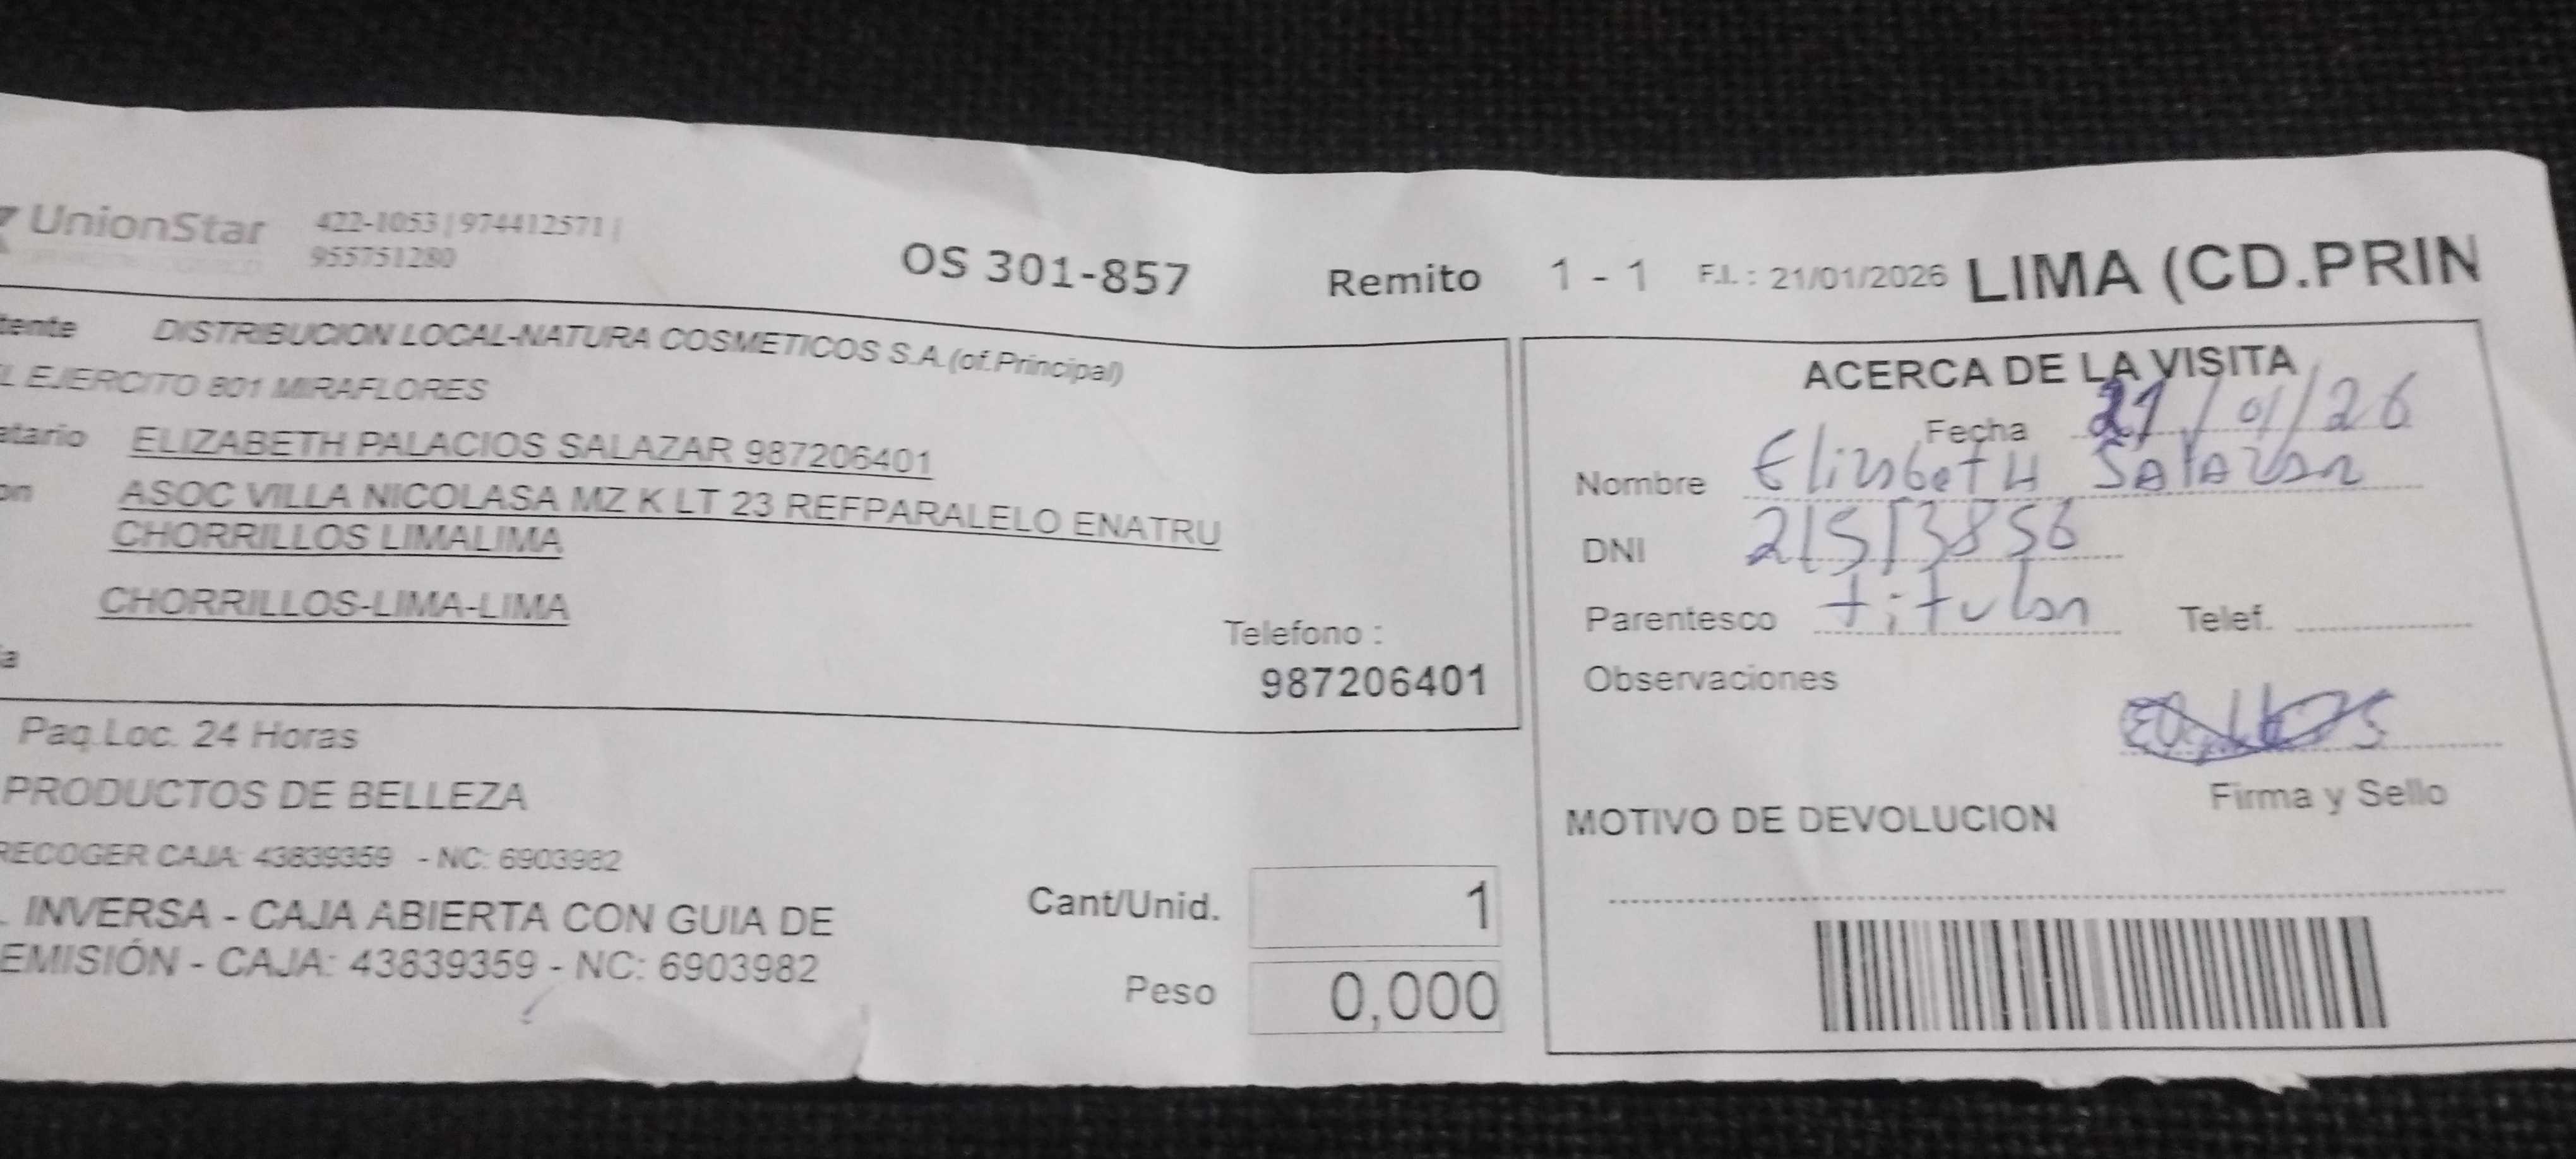 UnionStar 422-1053 | 974412571 |
955751280
OS 301-857 Remito 1 - 1 F.I. : 21/01/2026 LIMA (CD.PRIN
tente DISTRIBUCION LOCAL-NATURA COSMETICOS S.A.(of.Principal)
L EJERCITO 801 MIRAFLORES
atario ELIZABETH PALACIOS SALAZAR 987206401
on ASOC VILLA NICOLASA MZ K LT 23 REFPARALELO ENATRU
CHORRILLOS LIMALIMA
CHORRILLOS-LIMA-LIMA
Telefono :
a
987206401
Paq.Loc. 24 Horas
PRODUCTOS DE BELLEZA
RECOGER CAJA: 43839359 - NC: 6903982
. INVERSA - CAJA ABIERTA CON GUIA DE
EMISIÓN - CAJA: 43839359 - NC: 6903982
Cant/Unid. 1
Peso 0,000
ACERCA DE LA VISITA
Fecha 21/01/26
Nombre Elizabeth Salazar
DNI 21513856
Parentesco titular Telef.
Observaciones
Firma y Sello
MOTIVO DE DEVOLUCION